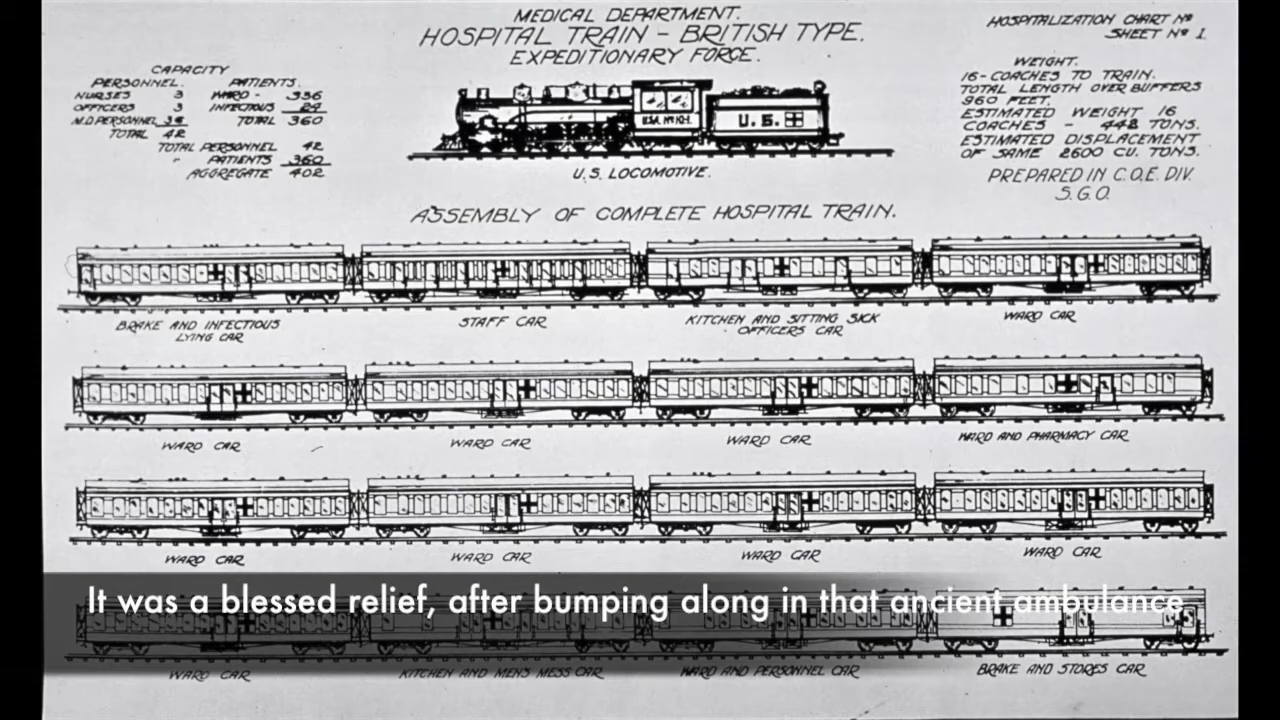 MEDICAL DEPARTMENT.
HOSPITAL TRAIN - BRITISH TYPE.
EXPEDITIONARY FORCE.
HOSPITALIZATION CHART No
SHEET No 1.
CAPACITY
PERSONNEL. PATIENTS.
NURSES 3 WARD - 336
OFFICERS 3 INFECTIOUS 24
M.D. PERSONNEL 36 TOTAL 360
TOTAL 42
TOTAL PERSONNEL 42
" PATIENTS 360
AGGREGATE 402
WEIGHT.
16-COACHES TO TRAIN.
TOTAL LENGTH OVER BUFFERS
960 FEET.
ESTIMATED WEIGHT 16
COACHES - 448 TONS.
ESTIMATED DISPLACEMENT
OF SAME 2600 CU. TONS.
PREPARED IN C.O.E. DIV.
S.G.O.
U.S.
U.S. LOCOMOTIVE.
ASSEMBLY OF COMPLETE HOSPITAL TRAIN.
BRAKE AND INFECTIOUS
LYING CAR
STAFF CAR
KITCHEN AND SITTING SICK
OFFICERS CAR
WARD CAR
WARD CAR
WARD CAR
WARD CAR
WARD AND PHARMACY CAR
WARD CAR
WARD CAR
WARD CAR
WARD CAR
It was a blessed relief, after bumping along in that ancient ambulance
WARD CAR
KITCHEN AND MENS MESS CAR
WARD AND PERSONNEL CAR
BRAKE AND STORES CAR